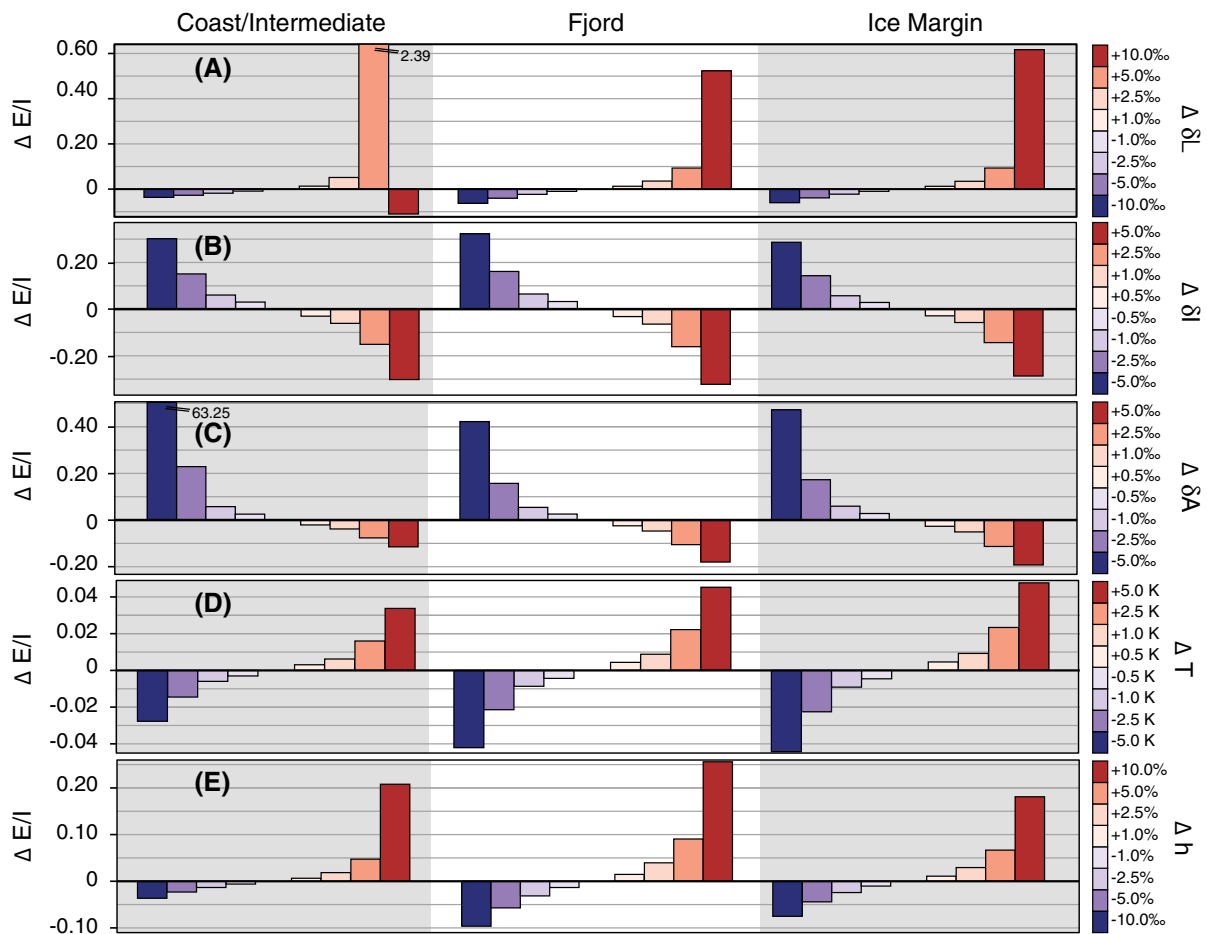 Coast/Intermediate Fjord Ice Margin
(A)
Δ E/I
0.60
0.40
0.20
0
2.39
+10.0‰
+5.0‰
+2.5‰
+1.0‰
-1.0‰
-2.5‰
-5.0‰
-10.0‰
Δ δL
(B)
Δ E/I
0.20
0
-0.20
+5.0‰
+2.5‰
+1.0‰
+0.5‰
-0.5‰
-1.0‰
-2.5‰
-5.0‰
Δ δI
(C)
Δ E/I
0.40
0.20
0
-0.20
63.25
+5.0‰
+2.5‰
+1.0‰
+0.5‰
-0.5‰
-1.0‰
-2.5‰
-5.0‰
Δ δA
(D)
Δ E/I
0.04
0.02
0
-0.02
-0.04
+5.0 K
+2.5 K
+1.0 K
+0.5 K
-0.5 K
-1.0 K
-2.5 K
-5.0 K
Δ T
(E)
Δ E/I
0.20
0.10
0
-0.10
+10.0%
+5.0%
+2.5%
+1.0%
-1.0%
-2.5%
-5.0%
-10.0‰
Δ h